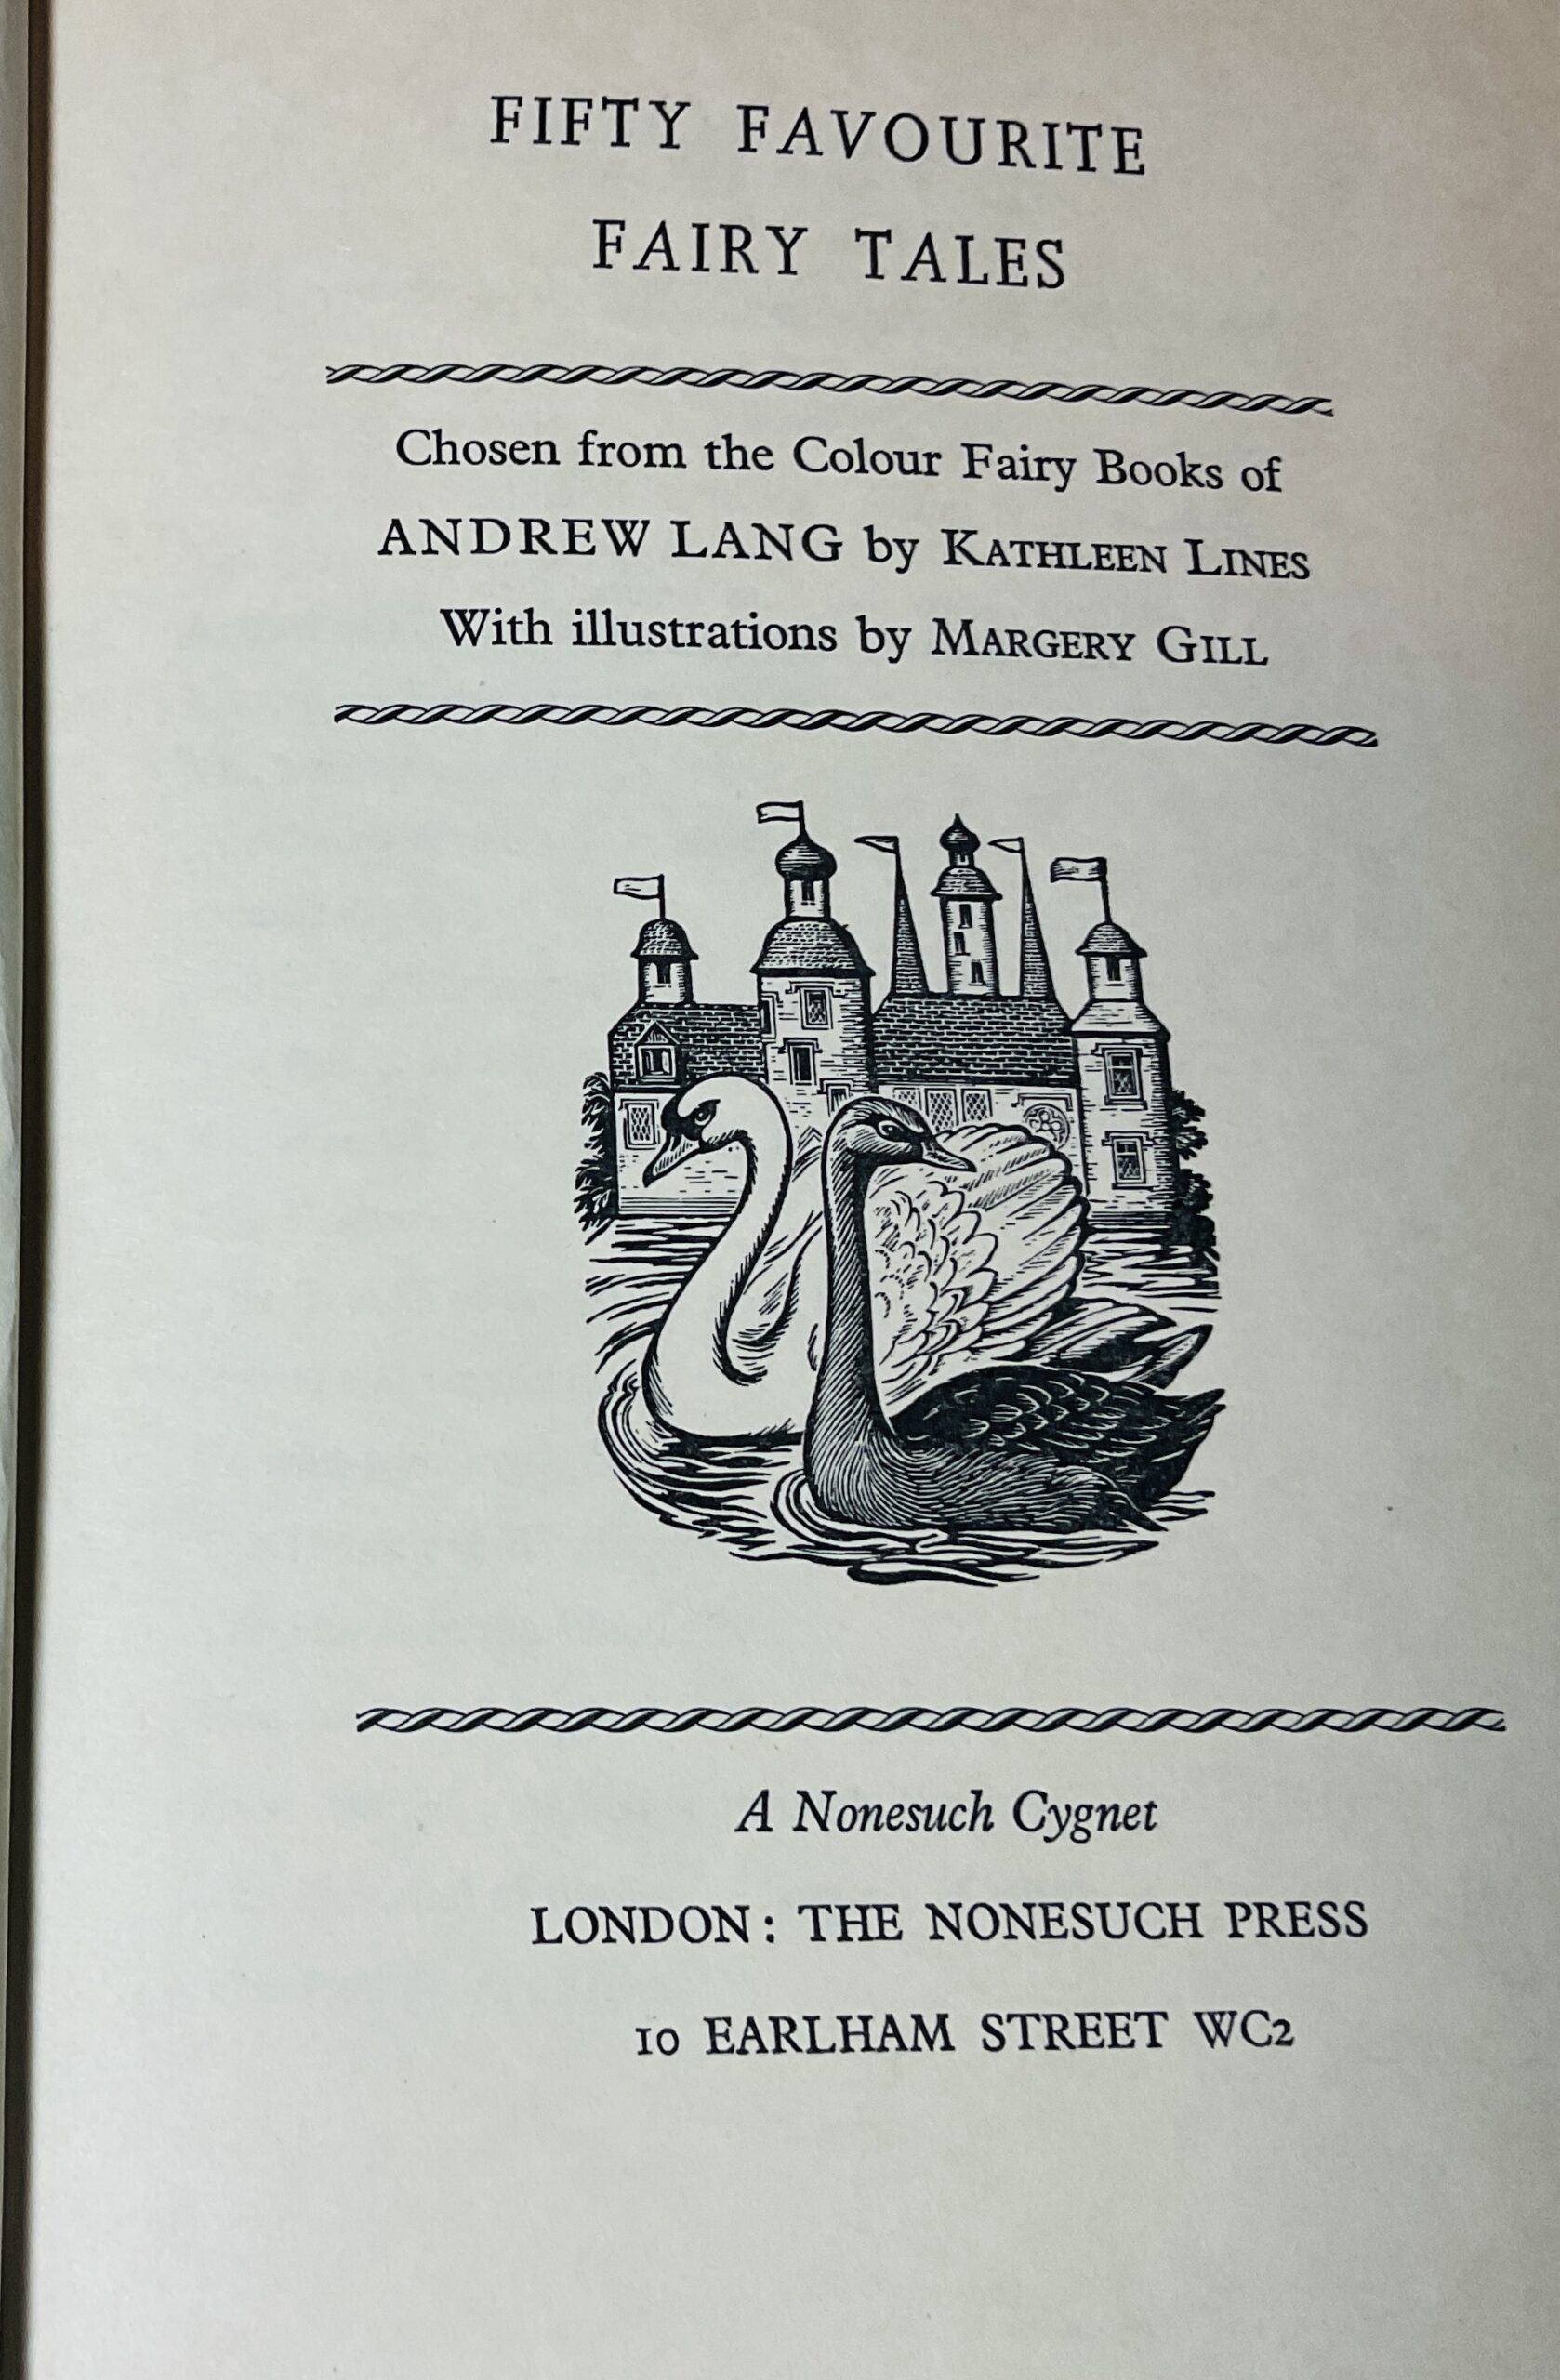 FIFTY FAVOURITE
FAIRY TALES
Chosen from the Colour Fairy Books of
ANDREW LANG by KATHLEEN LINES
With illustrations by MARGERY GILL
A Nonesuch Cygnet
LONDON: THE NONESUCH PRESS
10 EARLHAM STREET WC2